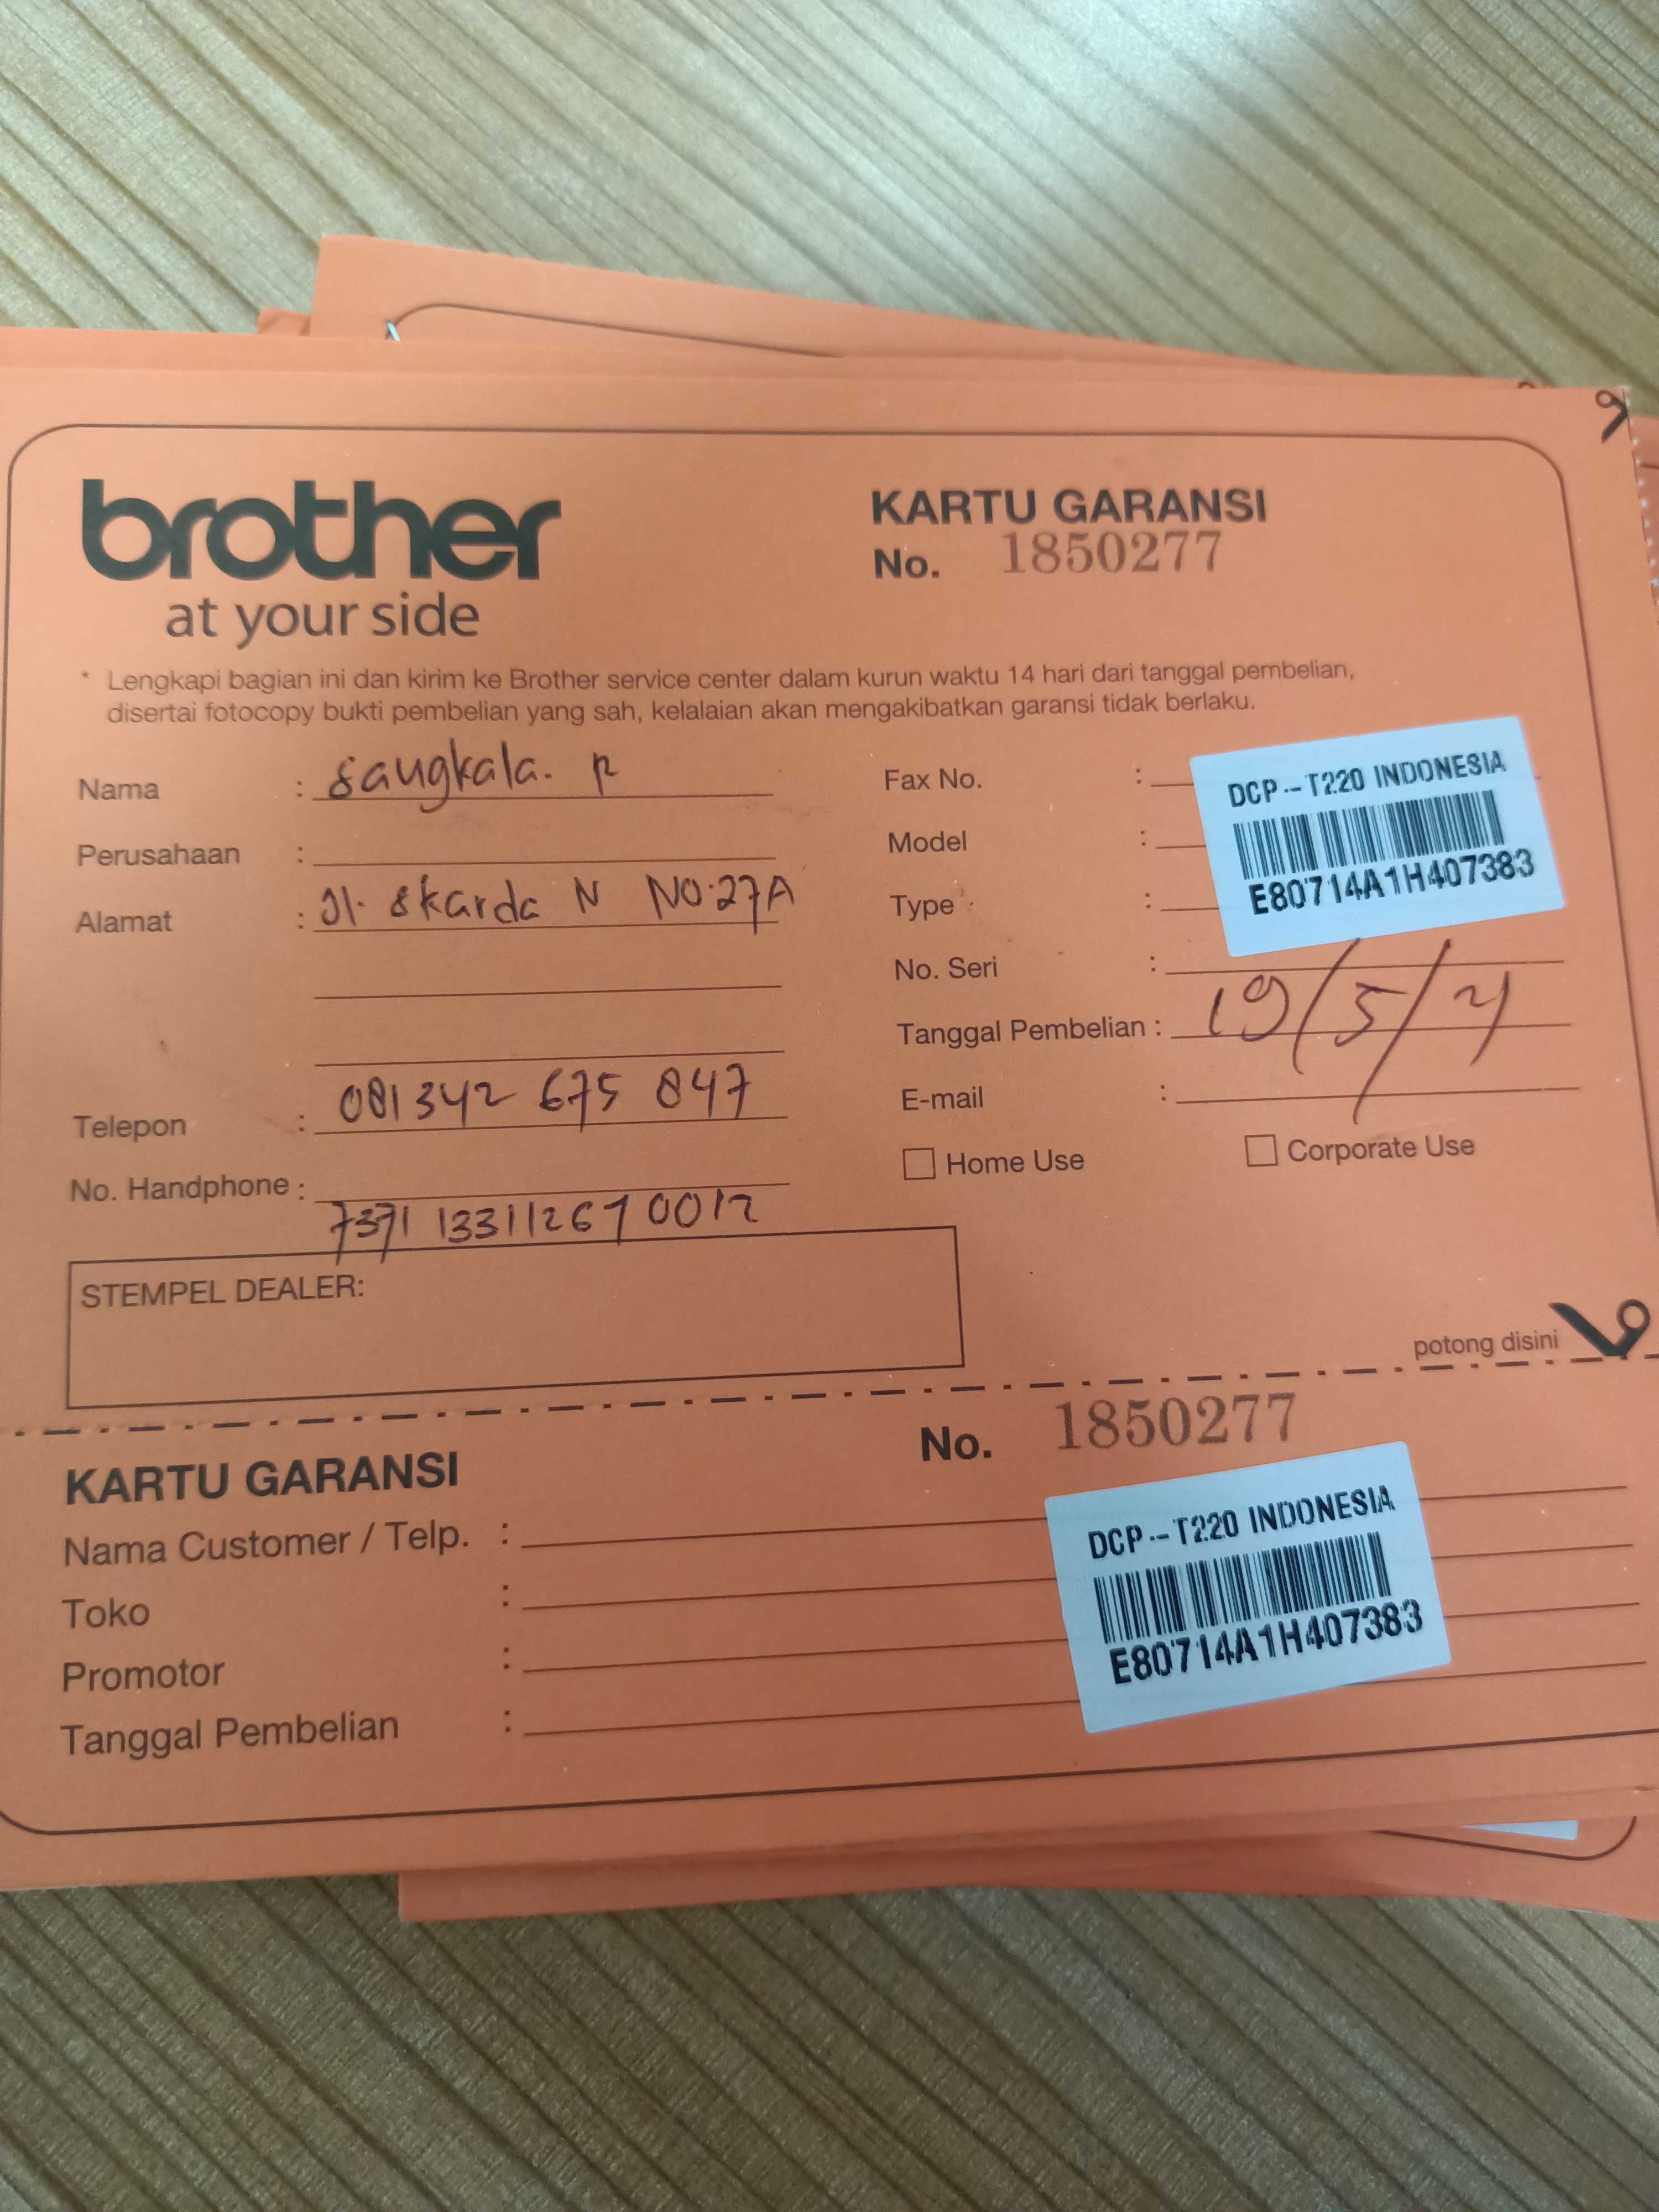 brother
at your side
KARTU GARANSI
No. 1850277
* Lengkapi bagian ini dan kirim ke Brother service center dalam kurun waktu 14 hari dari tanggal pembelian,
disertai fotocopy bukti pembelian yang sah, kelalaian akan mengakibatkan garansi tidak berlaku.
Nama : Sangkala. P
Perusahaan :
Alamat : Jl. Skarda N NO.27A
Telepon : 081342 675 847
No. Handphone :
7371 133112670012
Fax No. :
Model :
Type :
No. Seri :
DCP--T220 INDONESIA
E80714A1H407383
Tanggal Pembelian : 19/5/21
E-mail :
Home Use
Corporate Use
STEMPEL DEALER:
potong disini
KARTU GARANSI
No. 1850277
Nama Customer / Telp. :
Toko :
Promotor :
Tanggal Pembelian :
DCP--T220 INDONESIA
E80714A1H407383